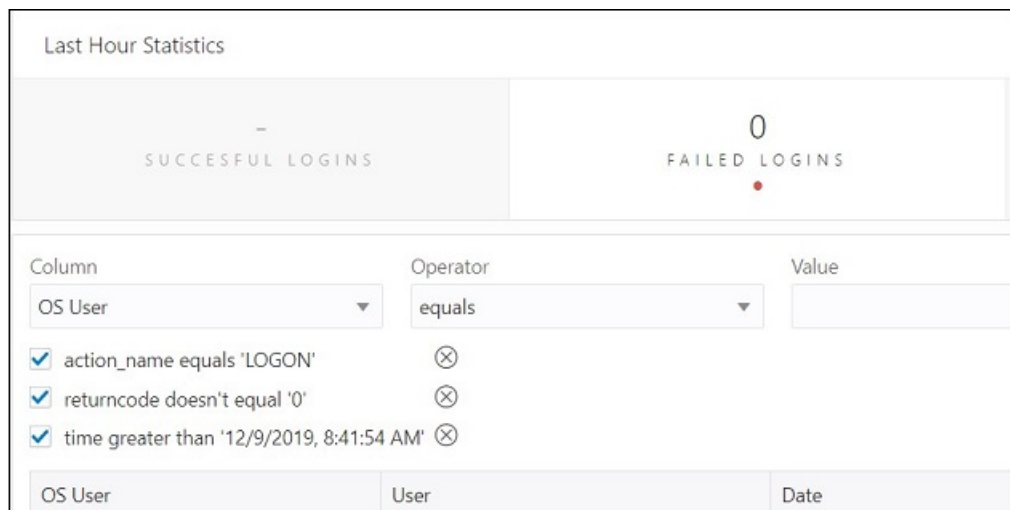 Last Hour Statistics
- 0
SUCCESFUL LOGINS FAILED LOGINS
Column Operator Value
OS User equals
action_name equals 'LOGON'
returncode doesn't equal '0'
time greater than '12/9/2019, 8:41:54 AM'
OS User User Date